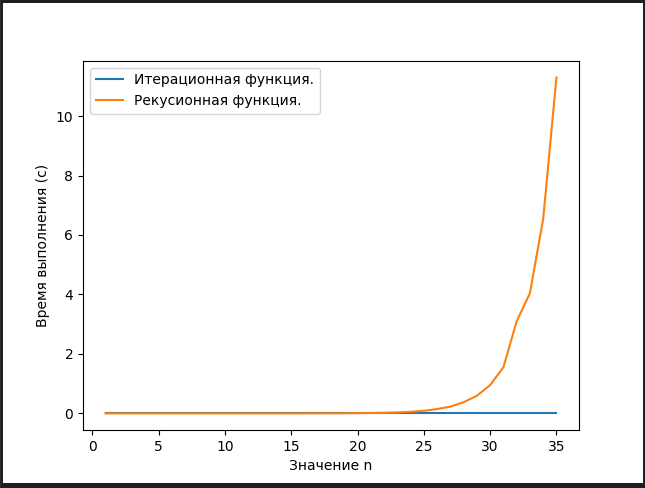 Итерационная функция.
Рекусионная функция.
Время выполнения (с)
10
8
6
4
2
0
0 5 10 15 20 25 30 35
Значение n